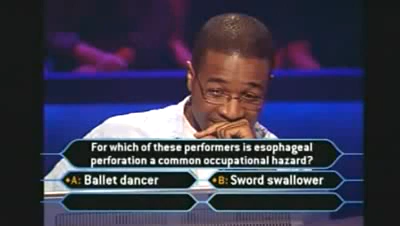 For which of these performers is esophageal
perforation a common occupational hazard?
A: Ballet dancer
B: Sword swallower